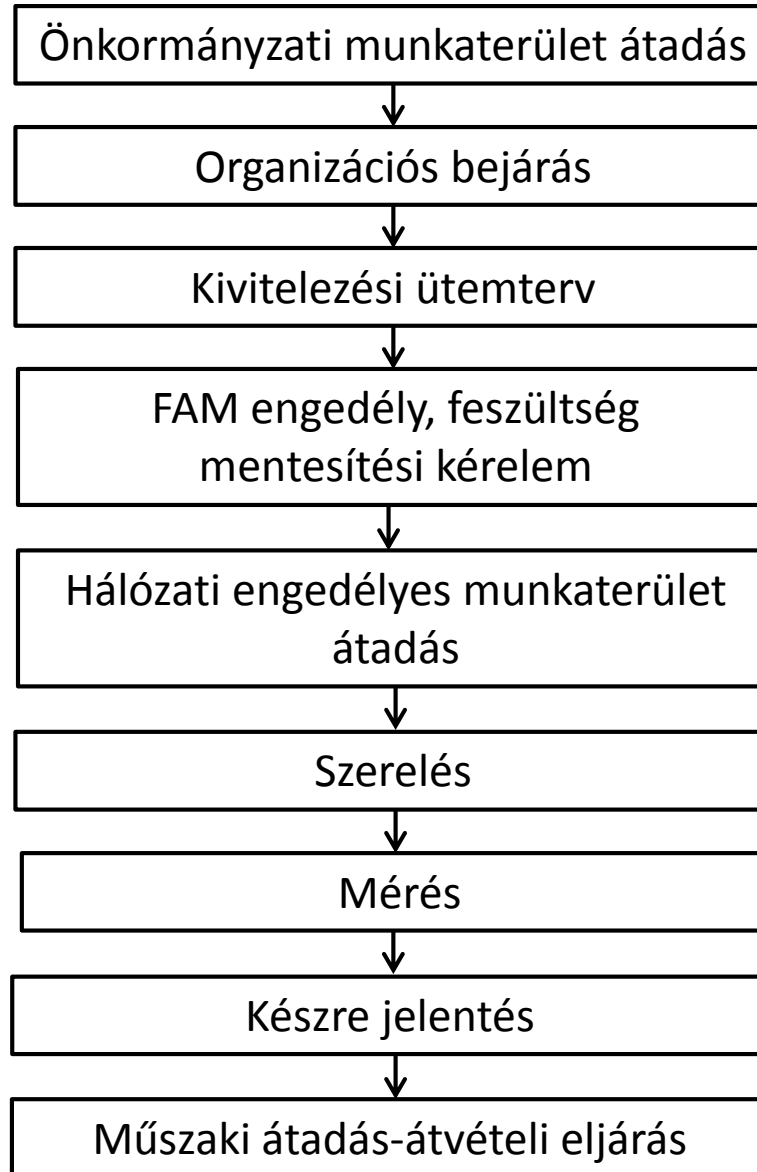 Önkormányzati munkaterület átadás
Organizációs bejárás
Kivitelezési ütemterv
FAM engedély, feszültség
mentesítési kérelem
Hálózati engedélyes munkaterület
átadás
Szerelés
Mérés
Készre jelentés
Műszaki átadás-átvételi eljárás